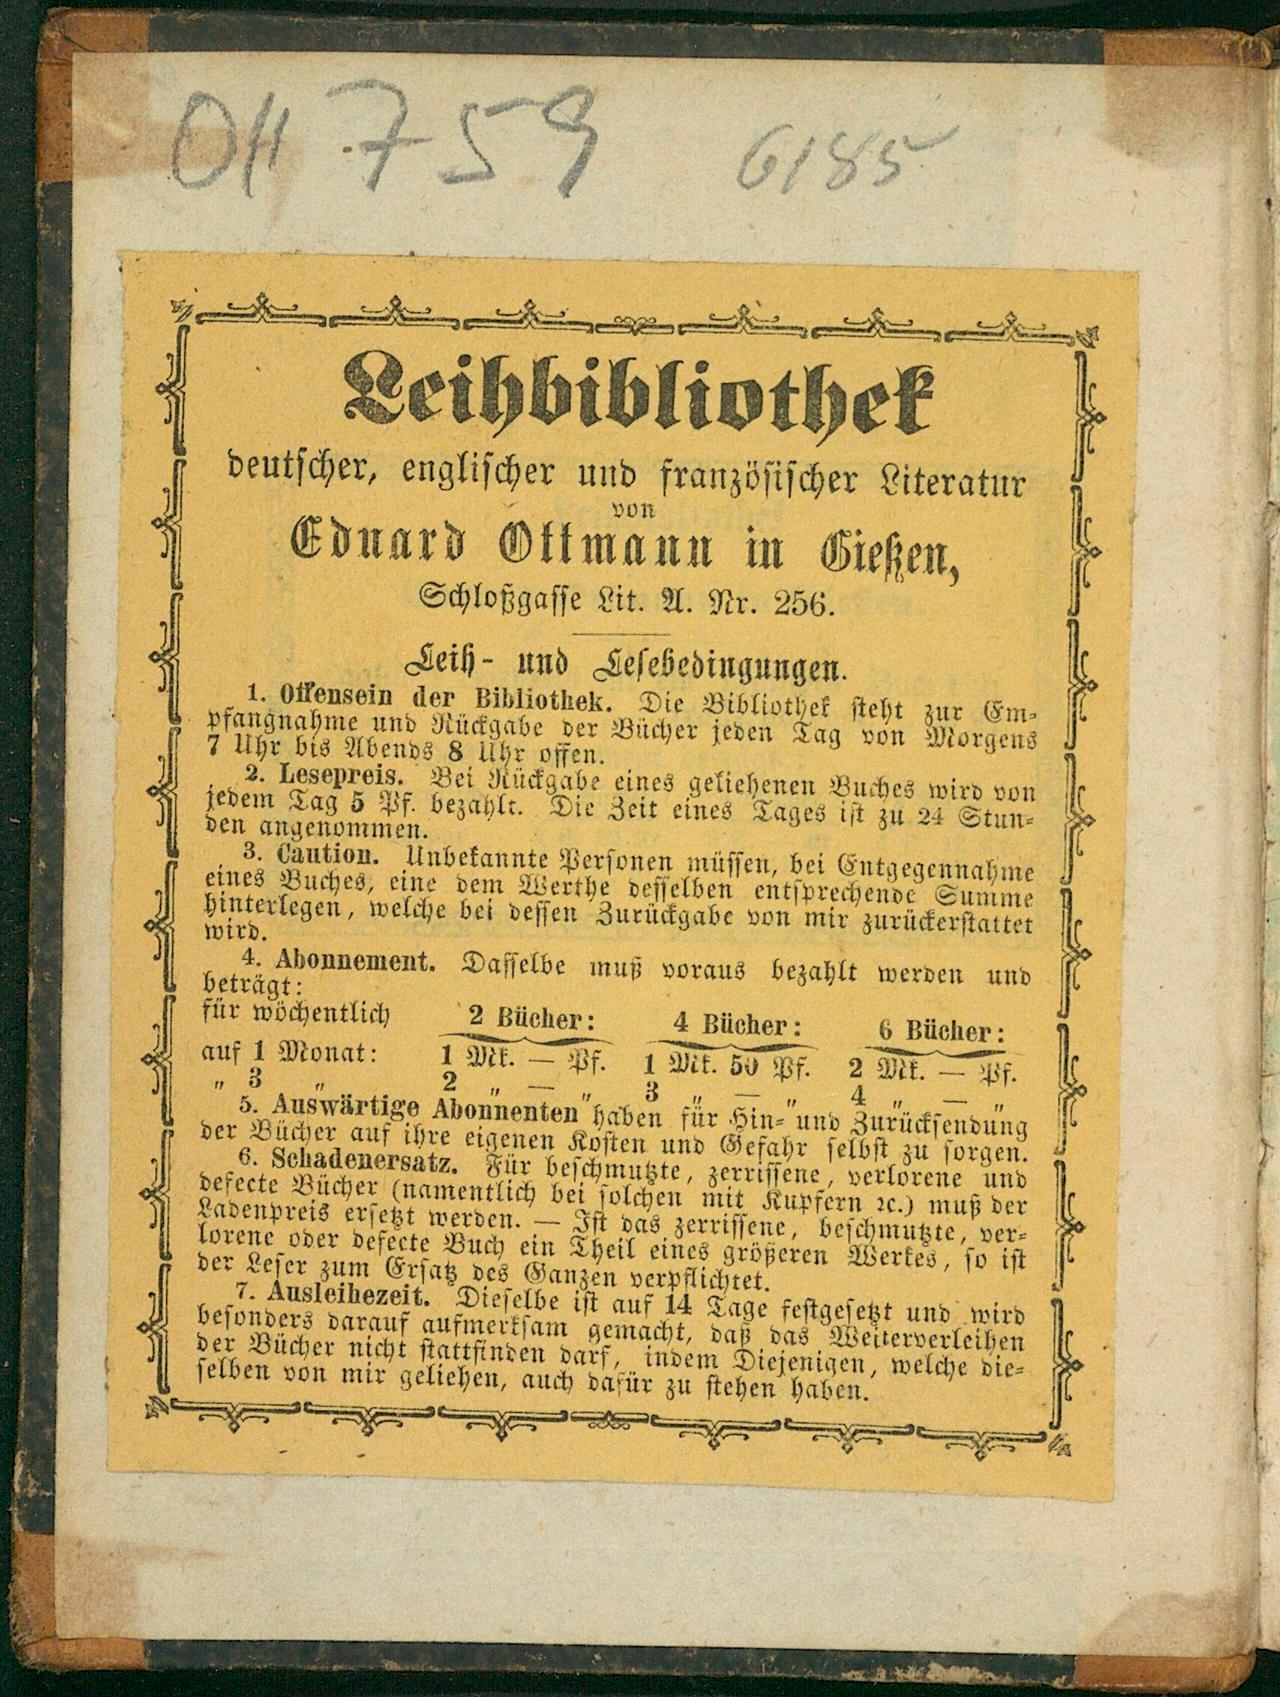 OH 759 6185
Leihbibliothek
deutscher, englischer und französischer Literatur
von
Eduard Ottmann in Gießen,
Schloßgasse Lit. A. Nr. 256.
Leih- und Lesebedingungen.
1. Offensein der Bibliothek. Die Bibliothek steht zur Em-
pfangnahme und Rückgabe der Bücher jeden Tag von Morgens
7 Uhr bis Abends 8 Uhr offen.
2. Lesepreis. Bei Rückgabe eines geliehenen Buches wird von
jedem Tag 5 Pf. bezahlt. Die Zeit eines Tages ist zu 24 Stun-
den angenommen.
3. Caution. Unbekannte Personen müssen, bei Entgegennahme
eines Buches, eine dem Werthe desselben entsprechende Summe
hinterlegen, welche bei dessen Zurückgabe von mir zurückerstattet
wird.
4. Abonnement. Dasselbe muß voraus bezahlt werden und
beträgt:
für wöchentlich 2 Bücher: 4 Bücher: 6 Bücher:
auf 1 Monat: 1 Mk. — Pf. 1 Mk. 50 Pf. 2 Mk. — Pf.
" 3 " 2 " — " 3 " — " 4 " — "
5. Auswärtige Abonnenten haben für Hin- und Zurücksendung
der Bücher auf ihre eigenen Kosten und Gefahr selbst zu sorgen.
6. Schadenersatz. Für beschmutzte, zerrissene, verlorene und
defecte Bücher (namentlich bei solchen mit Kupfern ꝛc.) muß der
Ladenpreis ersetzt werden. — Ist das zerrissene, beschmutzte, ver-
lorene oder defecte Buch ein Theil eines größeren Werkes, so ist
der Leser zum Ersatz des Ganzen verpflichtet.
7. Ausleihezeit. Dieselbe ist auf 14 Tage festgesetzt und wird
besonders darauf aufmerksam gemacht, daß das Weiterverleihen
der Bücher nicht stattfinden darf, indem Diejenigen, welche die-
selben von mir geliehen, auch dafür zu stehen haben.